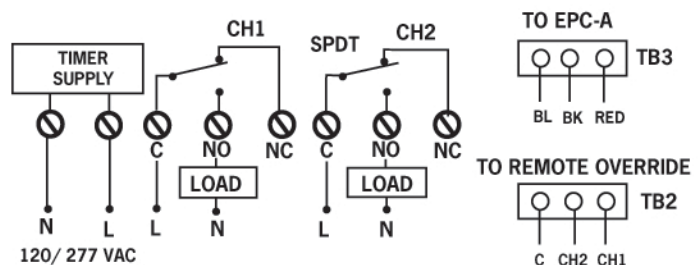 TIMER
SUPPLY
N
L
120/ 277 VAC
CH1
C
NO
NC
LOAD
L
N
SPDT
CH2
C
NO
NC
LOAD
L
N
TO EPC-A
TB3
BL BK RED
TO REMOTE OVERRIDE
TB2
C CH2 CH1